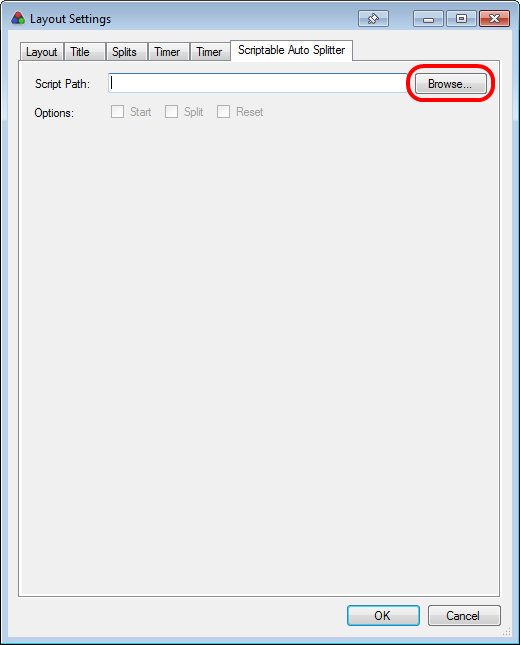 Layout Settings
Layout Title Splits Timer Timer Scriptable Auto Splitter
Script Path: Browse...
Options: Start Split Reset
OK Cancel